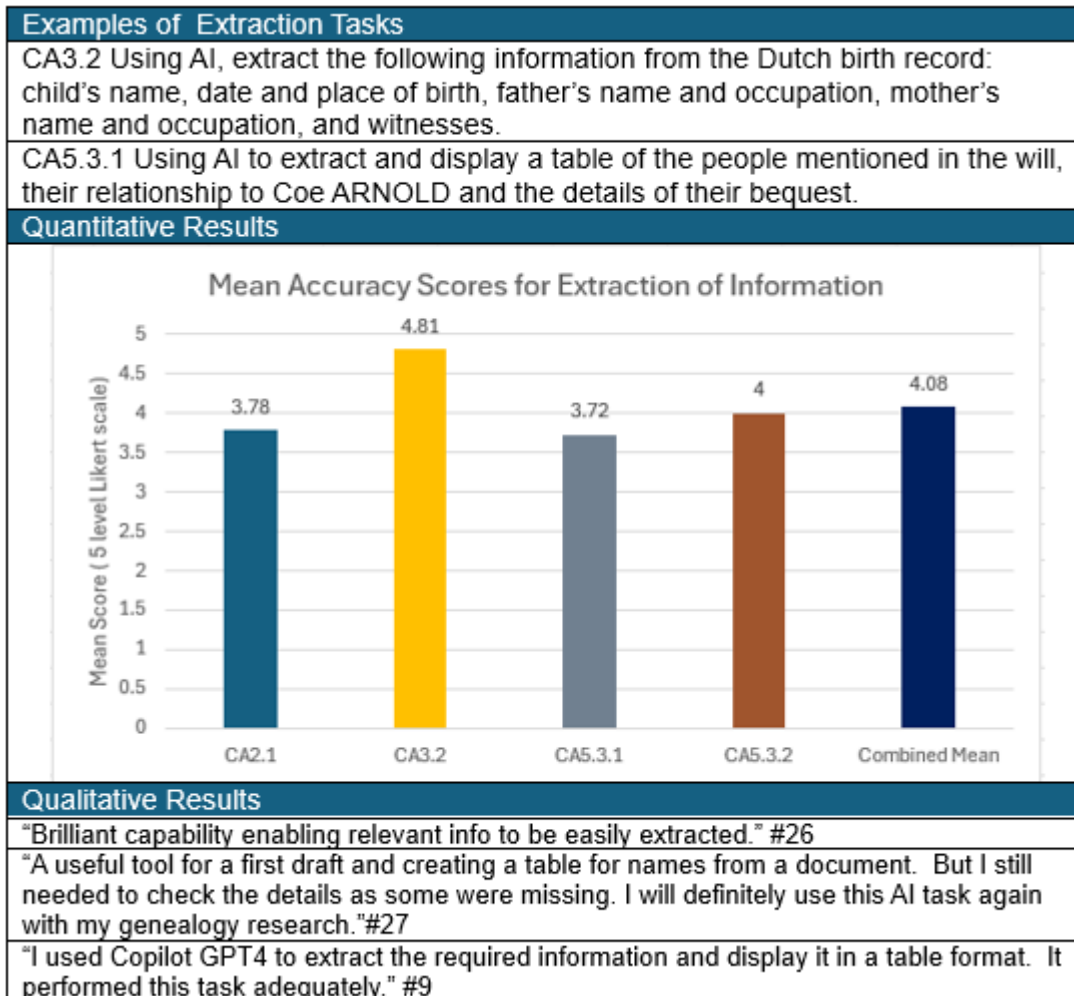 Examples of Extraction Tasks
CA3.2 Using AI, extract the following information from the Dutch birth record:
child's name, date and place of birth, father's name and occupation, mother's
name and occupation, and witnesses.
CA5.3.1 Using AI to extract and display a table of the people mentioned in the will,
their relationship to Coe ARNOLD and the details of their bequest.
Quantitative Results
Mean Accuracy Scores for Extraction of Information
Mean Score ( 5 level Likert scale)
5
4.5
4
3.5
3
2.5
2
1.5
1
0.5
0
3.78
4.81
3.72
4
4.08
CA2.1
CA3.2
CA5.3.1
CA5.3.2
Combined Mean
Qualitative Results
“Brilliant capability enabling relevant info to be easily extracted.” #26
“A useful tool for a first draft and creating a table for names from a document.  But I still
needed to check the details as some were missing. I will definitely use this AI task again
with my genealogy research.”#27
“I used Copilot GPT4 to extract the required information and display it in a table format.  It
performed this task adequately.” #9